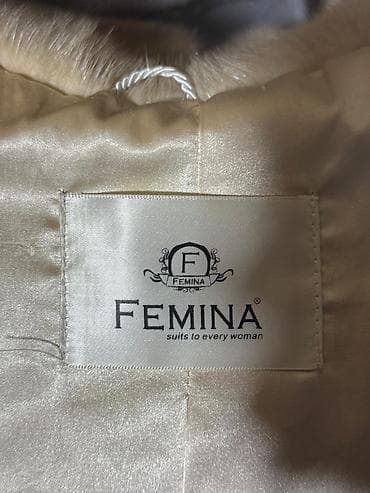 F
FEMINA
FEMINA®
suits to every woman